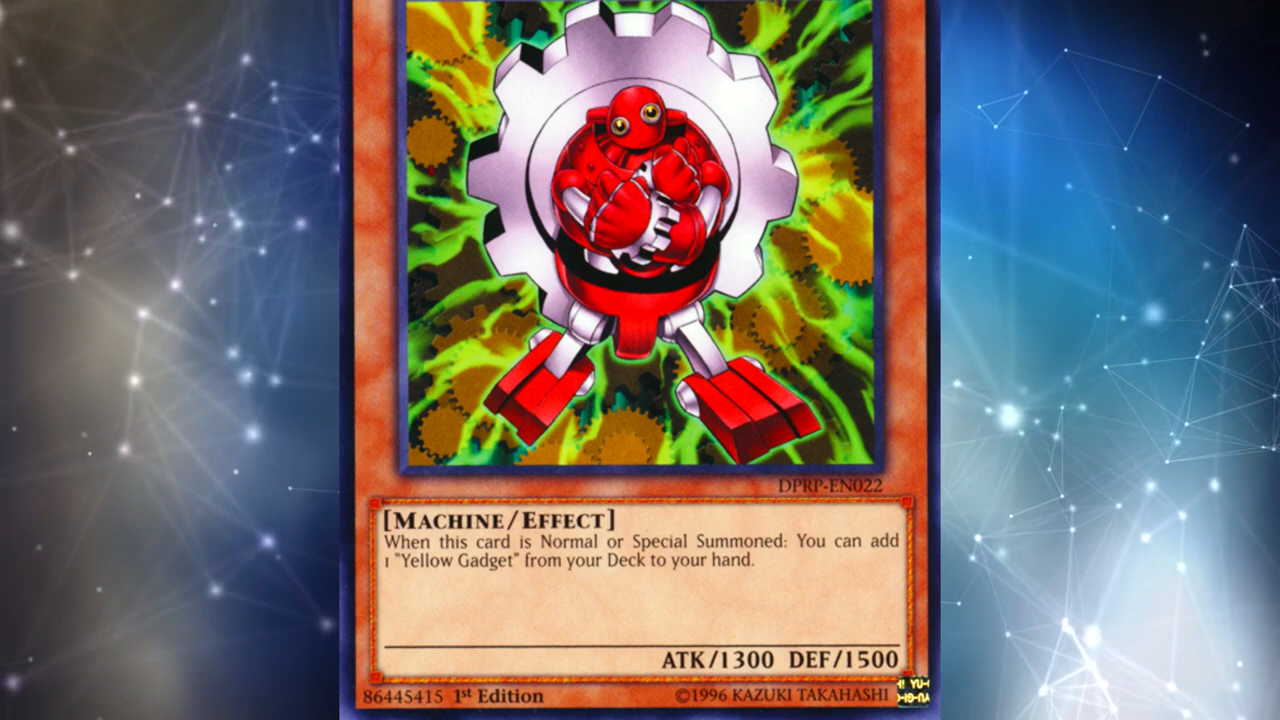 DPRP-EN022
[MACHINE/EFFECT]
When this card is Normal or Special Summoned: You can add
1 "Yellow Gadget" from your Deck to your hand.
ATK/1300 DEF/1500
86445415 1st Edition ©1996 KAZUKI TAKAHASHI